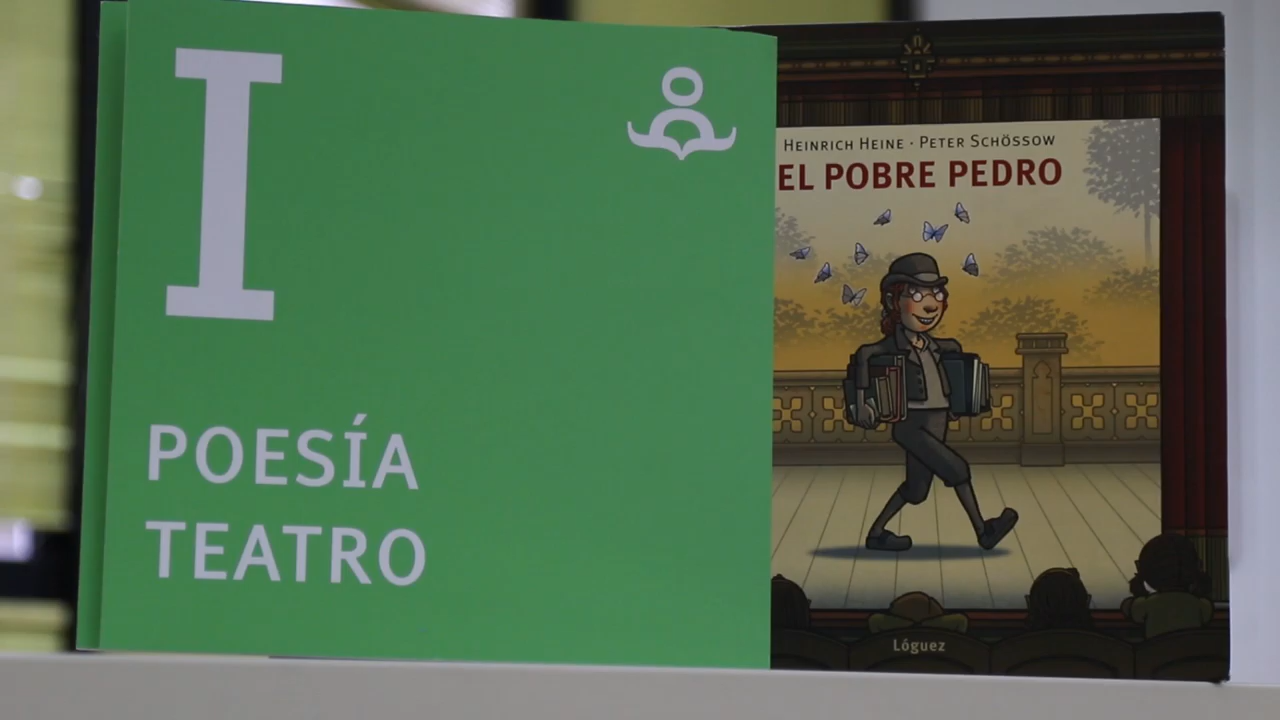 I
POESÍA
TEATRO
HEINRICH HEINE · PETER SCHÖSSOW
EL POBRE PEDRO
Lóguez